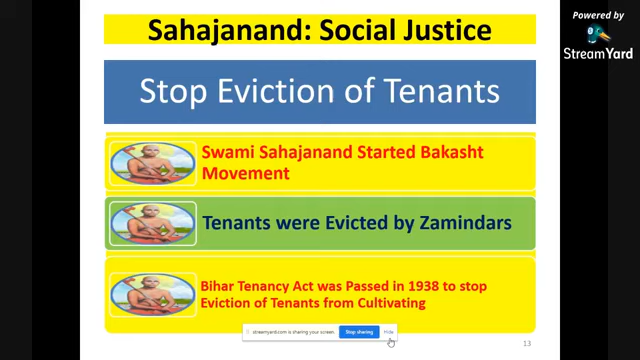 Sahajanand: Social Justice
Powered by
StreamYard
Stop Eviction of Tenants
Swami Sahajanand Started Bakasht
Movement
Tenants were Evicted by Zamindars
Bihar Tenancy Act was Passed in 1938 to stop
Eviction of Tenants from Cultivating
streamyard.com is sharing your screen.
Stop sharing
Hide
13